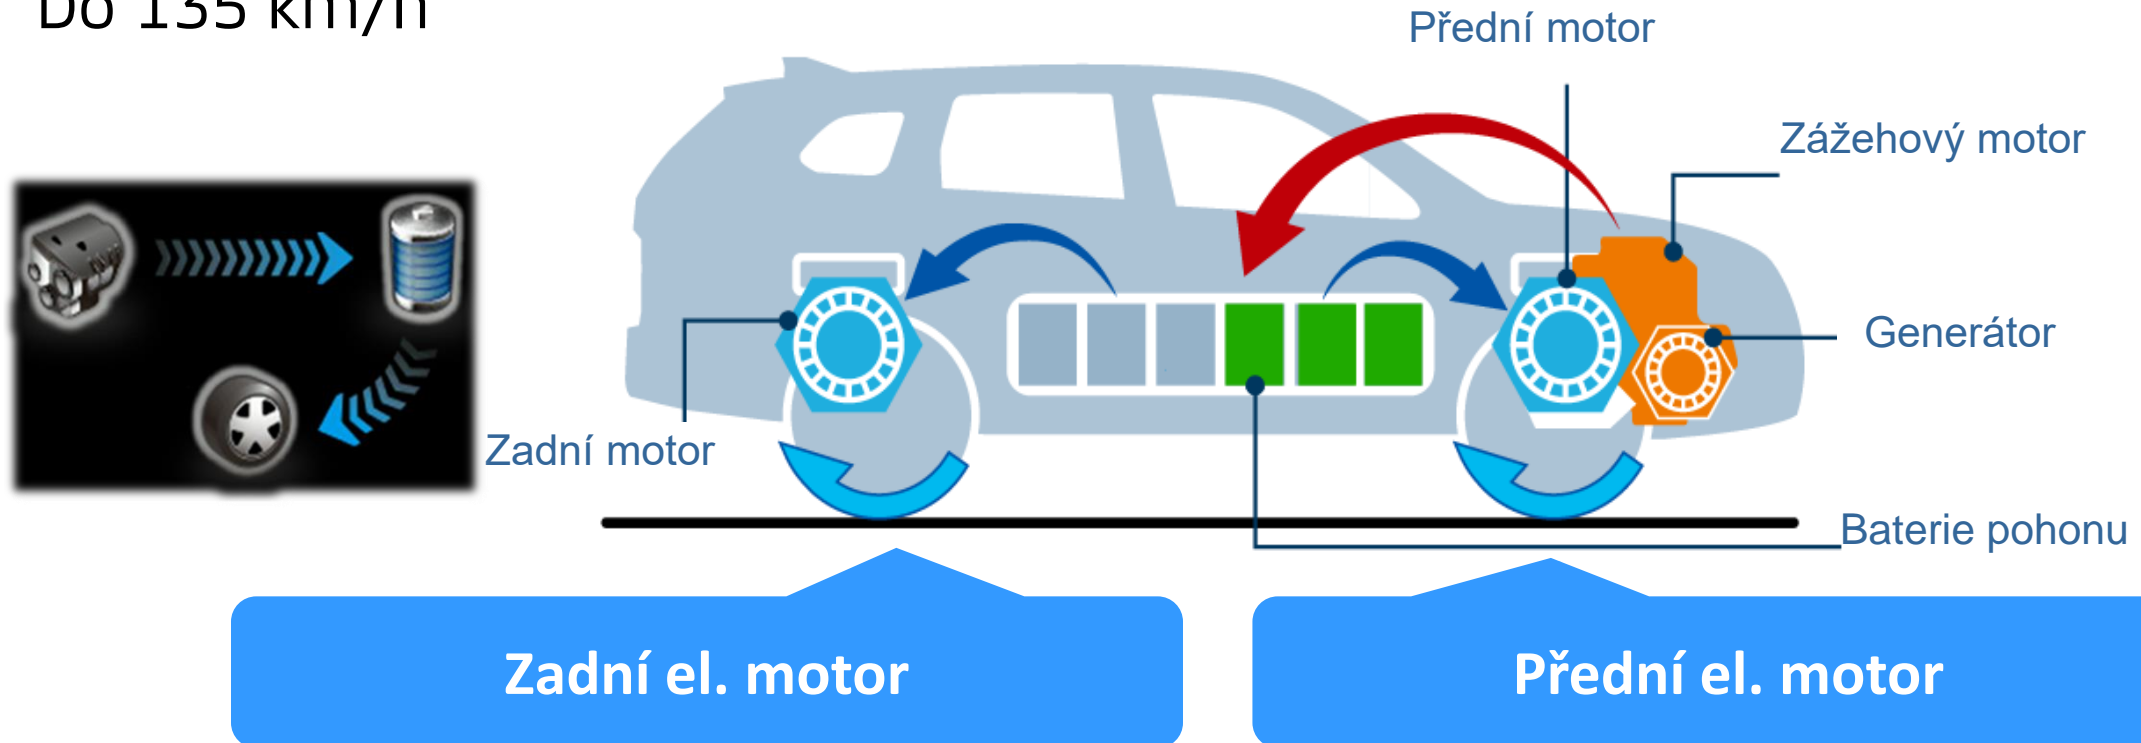 Do 135 km/h
Přední motor
Zážehový motor
Generátor
Zadní motor
Baterie pohonu
Zadní el. motor
Přední el. motor